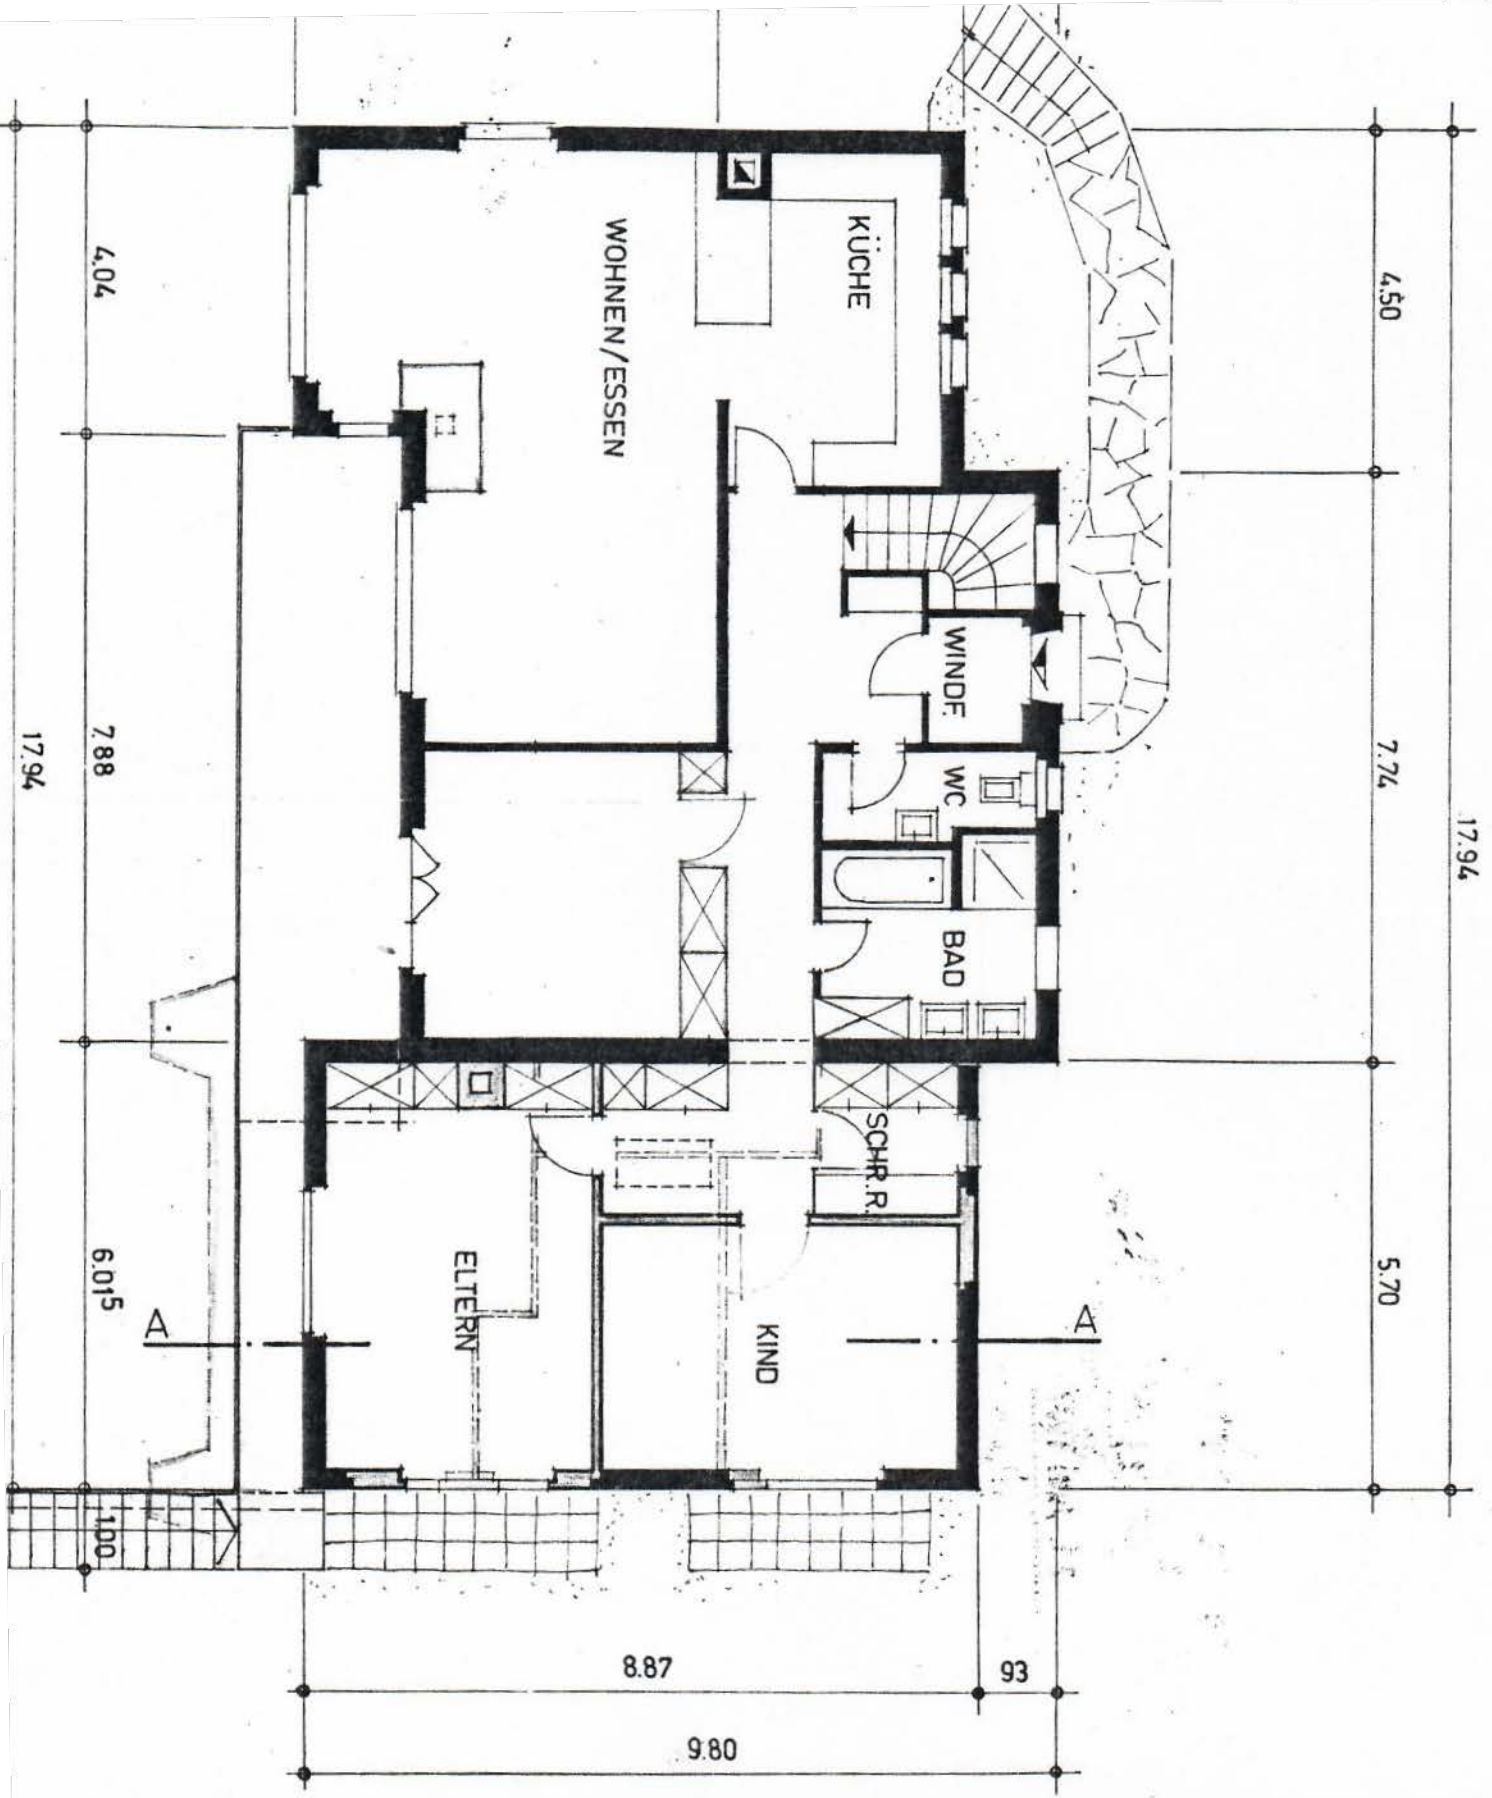 KÜCHE
WOHNEN/ESSEN
WINDF.
WC
BAD
SCHR.R.
ELTERN
KIND
A
A
4.04
7.88
17.94
6.01⁵
1.00
4.50
7.74
17.94
5.70
8.87
93
9.80